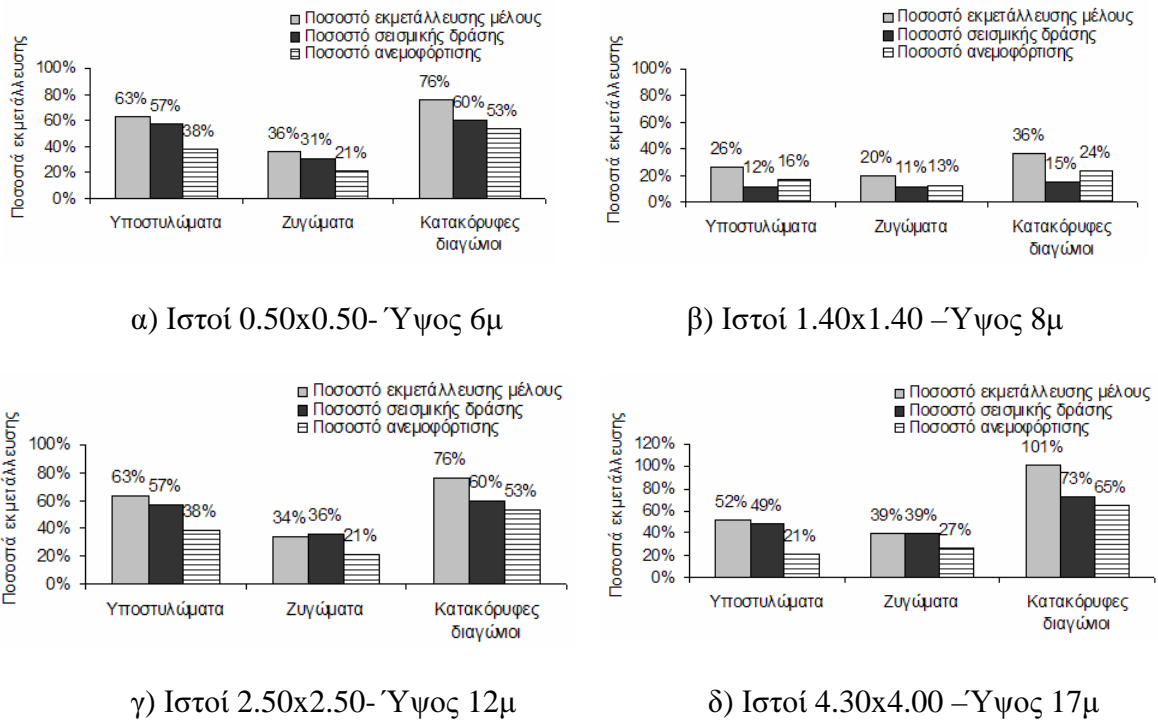 Ποσοστό εκμετάλλευσης μέλους
Ποσοστό σεισμικής δράσης
Ποσοστό ανεμοφόρτισης
Ποσοστά εκμετάλλευσης
100%
80%
60%
40%
20%
0%
63%
57%
38%
36%
31%
21%
76%
60%
53%
Υποστυλώματα
Ζυγώματα
Κατακόρυφες
διαγώνιοι
α) Ιστοί 0.50x0.50- Ύψος 6μ
Ποσοστό εκμετάλλευσης μέλους
Ποσοστό σεισμικής δράσης
Ποσοστό ανεμοφόρτισης
Ποσοστά εκμετάλλευσης
100%
80%
60%
40%
20%
0%
26%
12%
16%
20%
11%
13%
36%
15%
24%
Υποστυλώματα
Ζυγώματα
Κατακόρυφες
διαγώνιοι
β) Ιστοί 1.40x1.40 –Ύψος 8μ
Ποσοστό εκμετάλλευσης μέλους
Ποσοστό σεισμικής δράσης
Ποσοστό ανεμοφόρτισης
Ποσοστά εκμετάλλευσης
100%
80%
60%
40%
20%
0%
63%
57%
38%
34%
36%
21%
76%
60%
53%
Υποστυλώματα
Ζυγώματα
Κατακόρυφες
διαγώνιοι
γ) Ιστοί 2.50x2.50- Ύψος 12μ
Ποσοστό εκμετάλλευσης μέλους
Ποσοστό σεισμικής δράσης
Ποσοστό ανεμοφόρτισης
Ποσοστά εκμετάλλευσης
120%
100%
80%
60%
40%
20%
0%
52%
49%
21%
39%
39%
27%
101%
73%
65%
Υποστυλώματα
Ζυγώματα
Κατακόρυφες
διαγώνιοι
δ) Ιστοί 4.30x4.00 –Ύψος 17μ